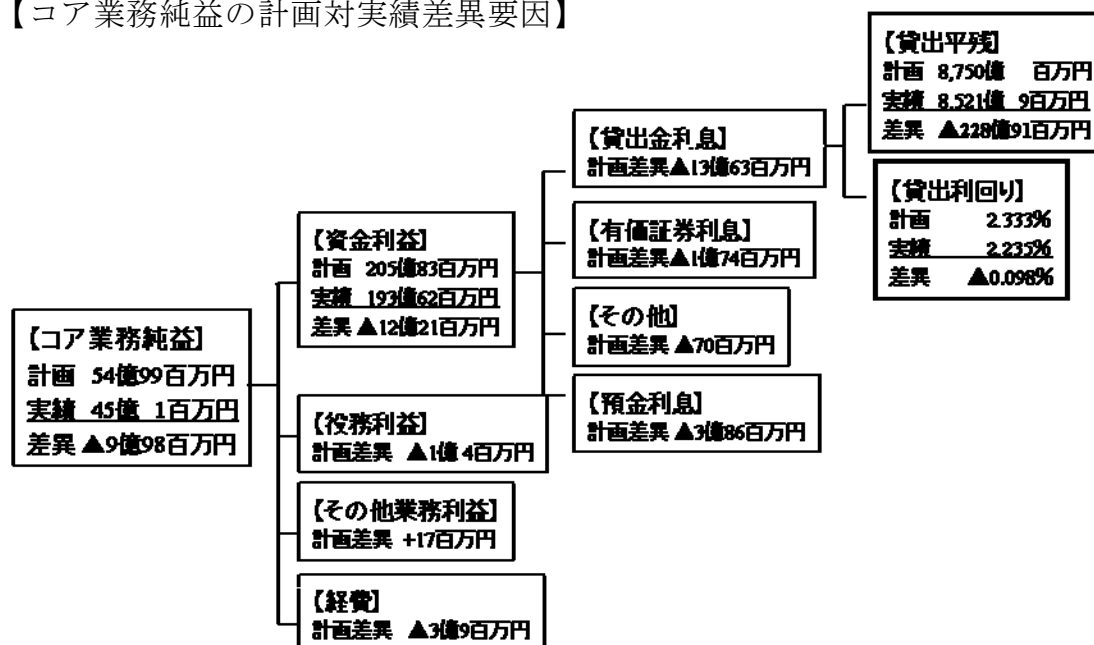 【コア業務純益の計画対実績差異要因】
【貸出平残】
計画 8,750億 百万円
実績 8.521億 9百万円
差異 ▲228億91百万円
【貸出金利息】
計画差異▲13億63百万円
【貸出利回り】
計画 2.333%
実績 2.235%
差異 ▲0.098%
【資金利益】
計画 205億83百万円
実績 193億62百万円
差異 ▲12億21百万円
【有価証券利息】
計画差異▲1億74百万円
【その他】
計画差異 ▲70百万円
【コア業務純益】
計画 54億99百万円
実績 45億 1百万円
差異 ▲9億98百万円
【預金利息】
計画差異 ▲3億86百万円
【役務利益】
計画差異 ▲1億 4百万円
【その他業務利益】
計画差異 +17百万円
【経費】
計画差異 ▲3億9百万円